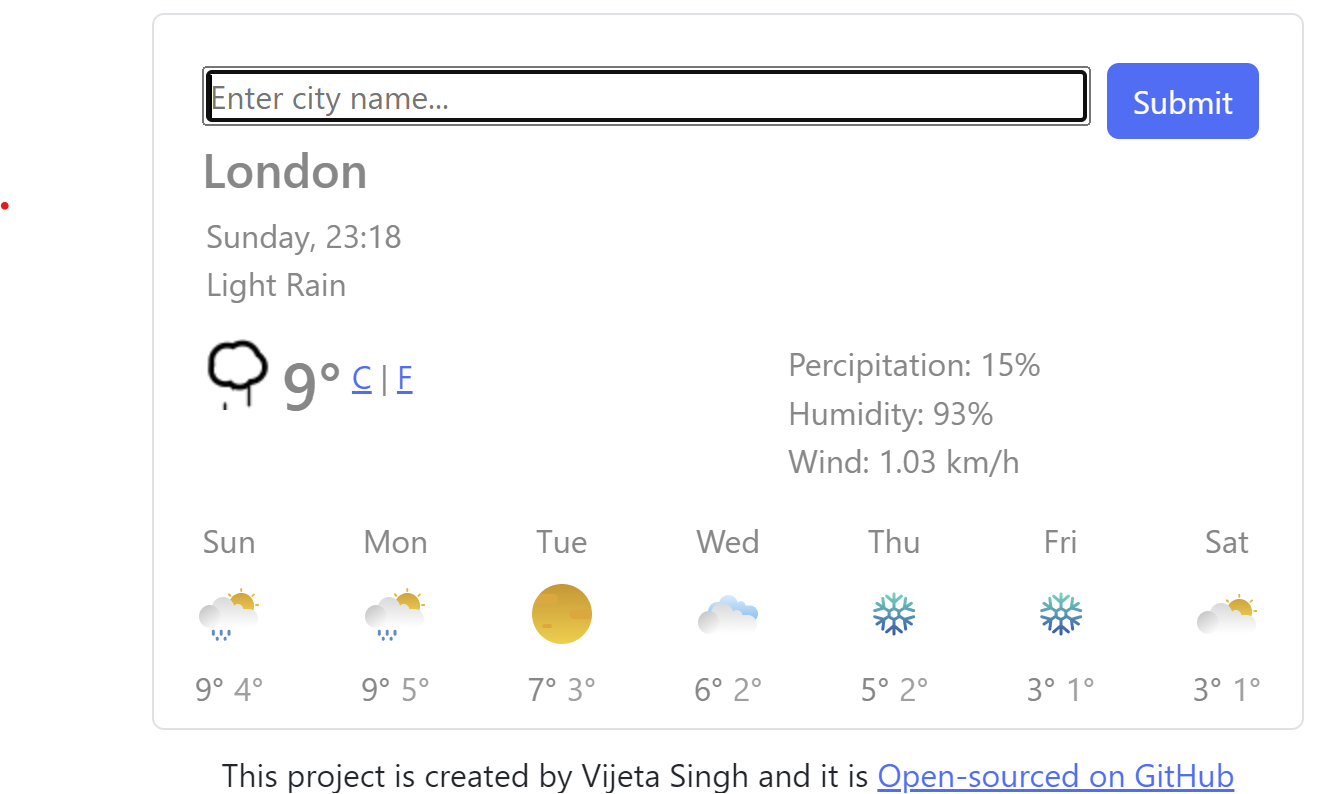 Enter city name...
Submit
London
Sunday, 23:18
Light Rain
9° C | F
Percipitation: 15%
Humidity: 93%
Wind: 1.03 km/h
Sun Mon Tue Wed Thu Fri Sat
9° 4° 9° 5° 7° 3° 6° 2° 5° 2° 3° 1° 3° 1°
This project is created by Vijeta Singh and it is Open-sourced on GitHub